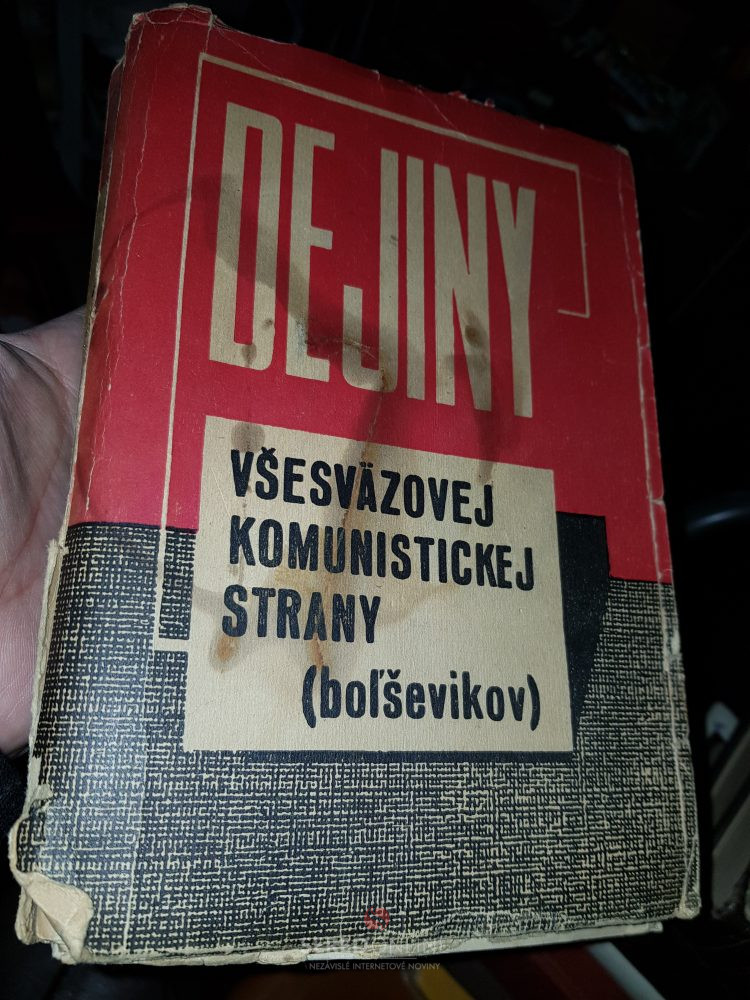 DEJINY
VŠESVÄZOVEJ
KOMUNISTICKEJ
STRANY
(boľševikov)
NEZÁVISLÉ INTERNETOVÉ NOVINY